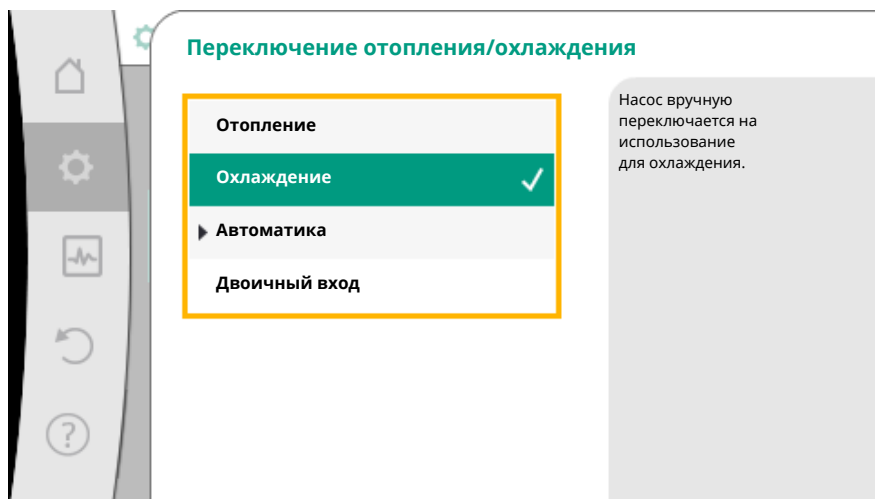 Переключение отопления/охлаждения
Отопление
Охлаждение
Автоматика
Двоичный вход
Насос вручную
переключается на
использование
для охлаждения.
?